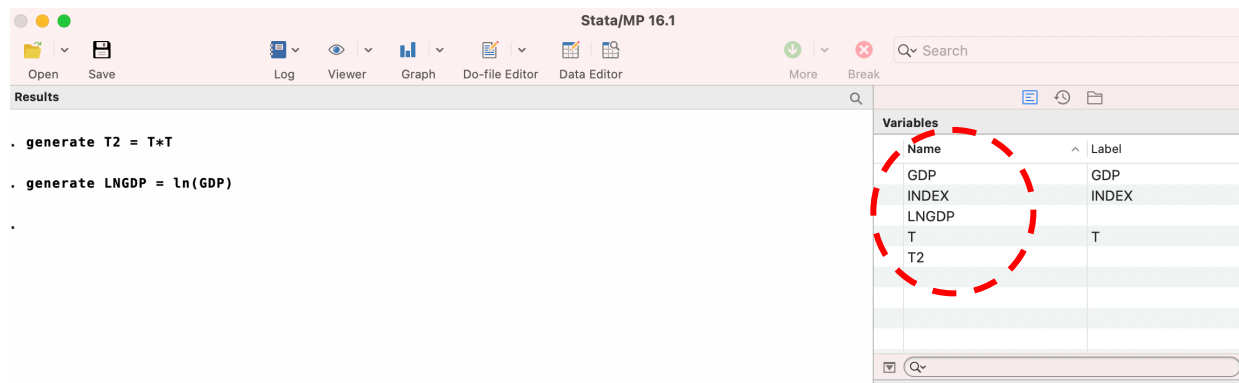 Stata/MP 16.1
Open Save Log Viewer Graph Do-file Editor Data Editor More Break Search
Results
. generate T2 = T*T
. generate LNGDP = ln(GDP)
.
Variables
Name Label
GDP GDP
INDEX INDEX
LNGDP
T T
T2